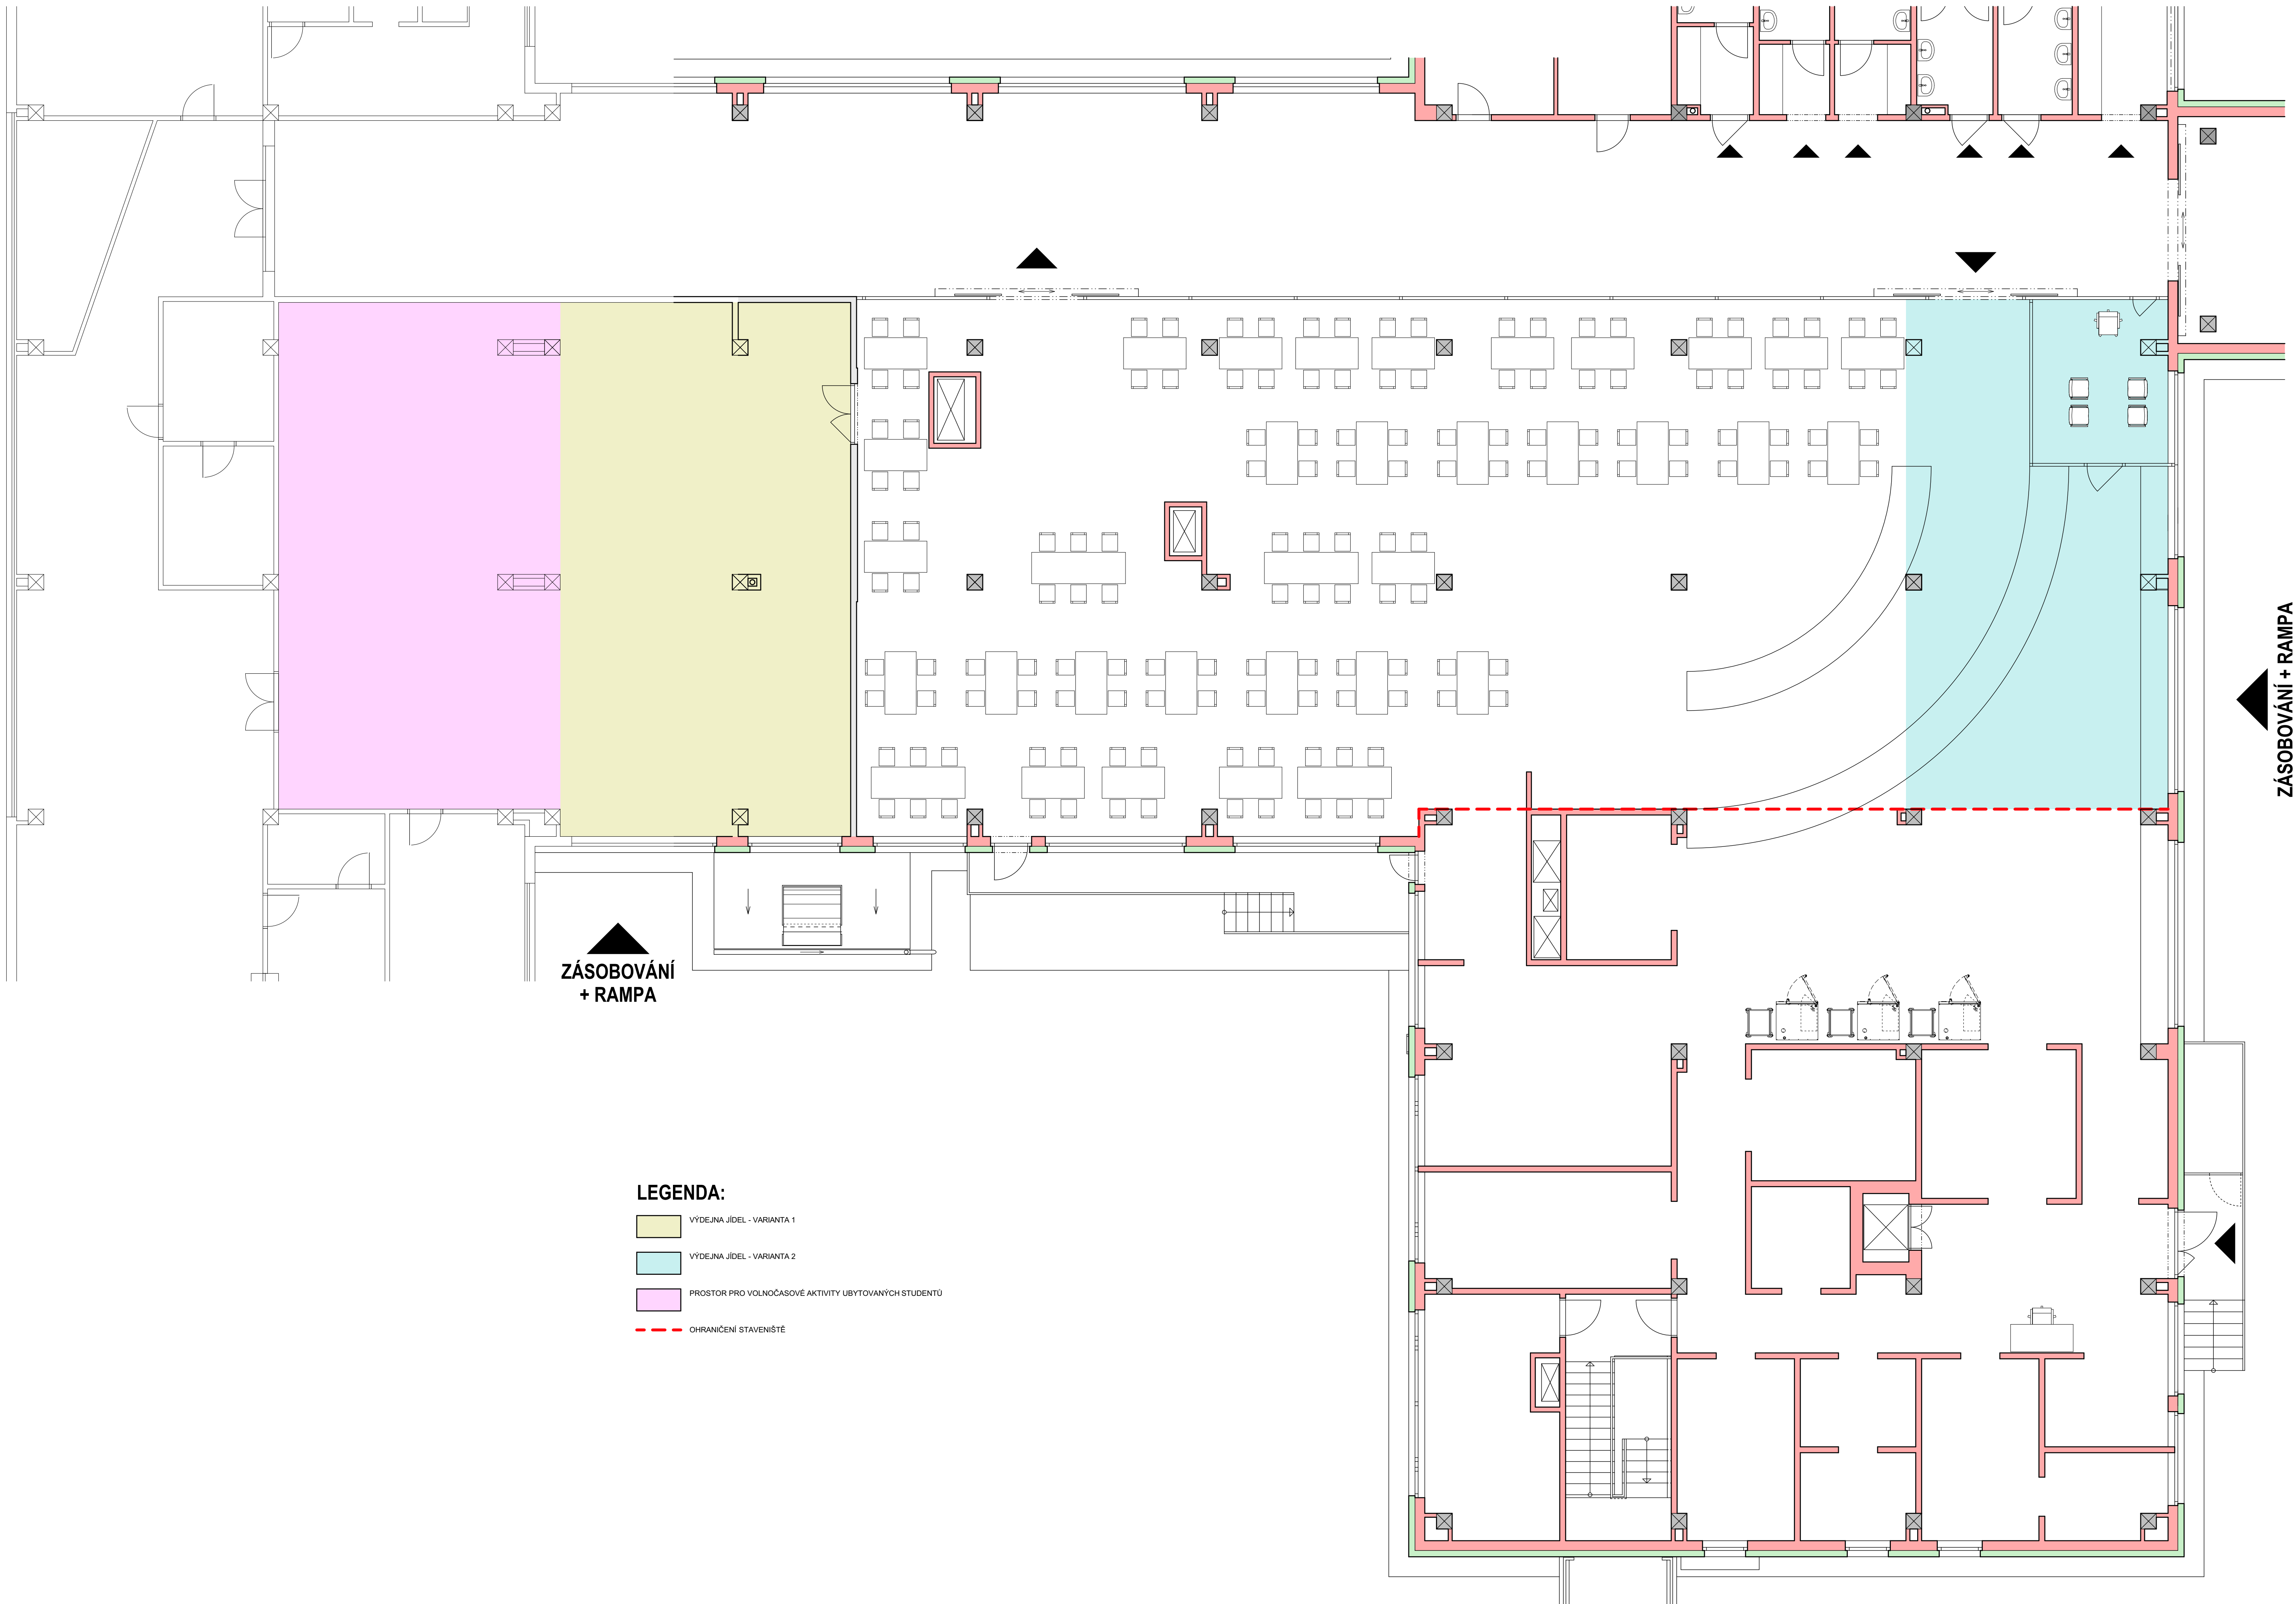 ZÁSOBOVÁNÍ + RAMPA
ZÁSOBOVÁNÍ
+ RAMPA
LEGENDA:
VÝDEJNA JÍDEL - VARIANTA 1
VÝDEJNA JÍDEL - VARIANTA 2
PROSTOR PRO VOLNOČASOVÉ AKTIVITY UBYTOVANÝCH STUDENTŮ
OHRANIČENÍ STAVENIŠTĚ